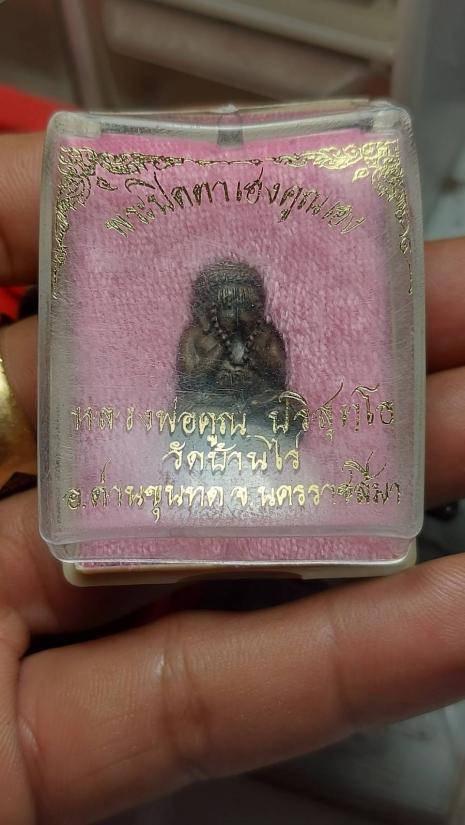 พระปิดตาเฮงคูณเฮง
หลวงพ่อคูณ ปริสุทฺโธ
วัดบ้านไร่
อ.ด่านขุนทด จ.นครราชสีมา